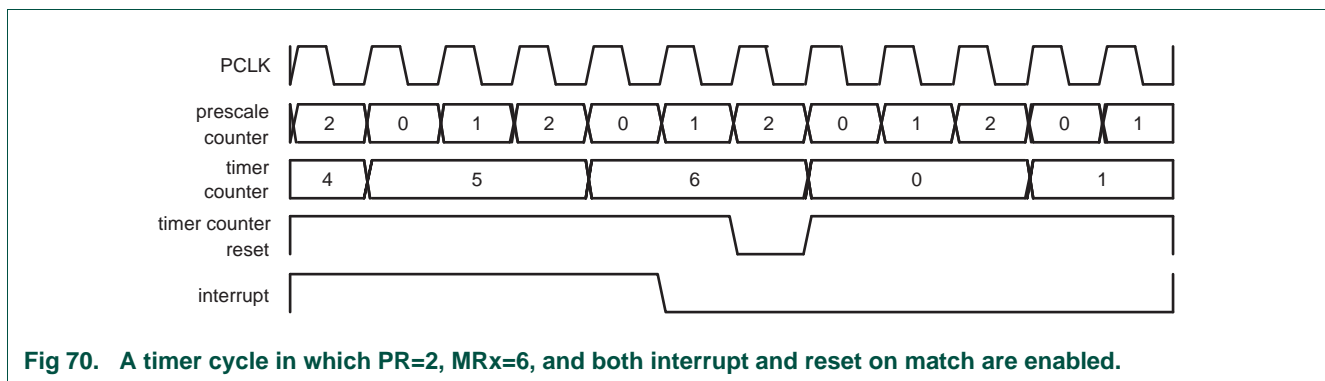 PCLK
prescale
counter
2 0 1 2 0 1 2 0 1 2 0 1
timer
counter
4 5 6 0 1
timer counter
reset
interrupt
Fig 70. A timer cycle in which PR=2, MRx=6, and both interrupt and reset on match are enabled.